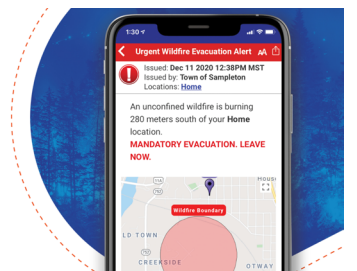 1:30
Urgent Wildfire Evacuation Alert AA
Issued: Dec 11 2020 12:38PM MST
Issued by: Town of Sampleton
Locations: Home
An unconfined wildfire is burning
280 meters south of your Home
location.
MANDATORY EVACUATION. LEAVE
NOW.
Wildfire Boundary
LD TOWN
CREEKSIDE
OTWAY